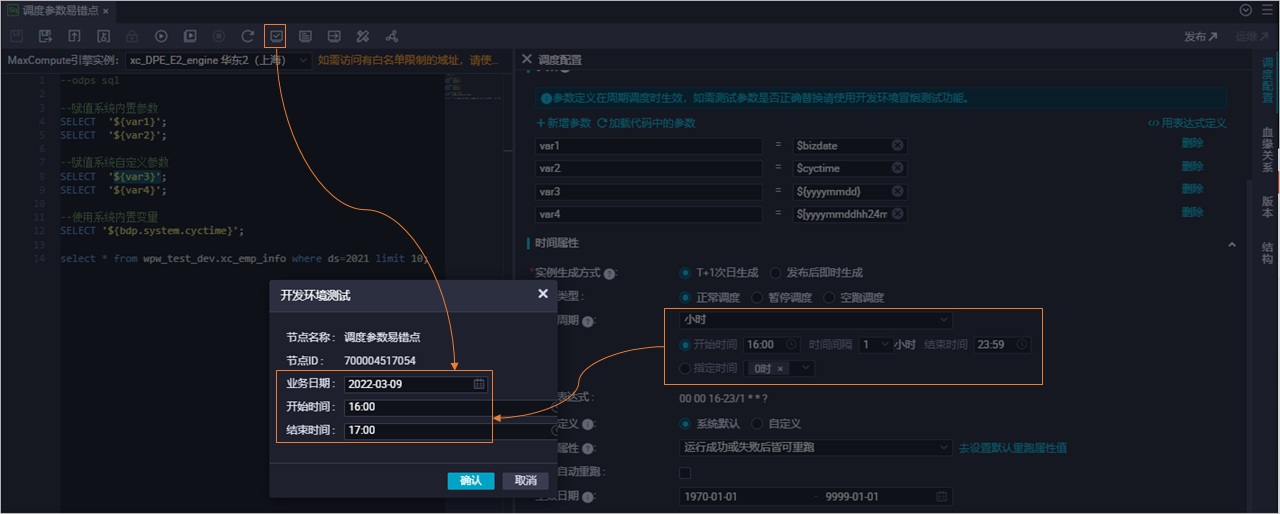 Sq 调度参数易错点 ×
发布
运维
MaxCompute引擎实例: xc_DPE_E2_engine 华东2（上海） 如需访问有白名单限制的域址，请使...
1 --odps sql
2
3 --赋值系统内置参数
4 SELECT '${var1}';
5 SELECT '${var2}';
6
7 --赋值系统自定义参数
8 SELECT '${var3}';
9 SELECT '${var4}';
10
11 --使用系统内置变量
12 SELECT '${bdp.system.cyctime}';
13
14 select * from wpw_test_dev.xc_emp_info where ds=2021 limit 10;
调度配置
参数定义在周期调度时生效，如需测试参数是否正确替换请使用开发环境冒烟测试功能。
新增参数 加载代码中的参数 用表达式定义
var1 = $bizdate 删除
var2 = $cyctime 删除
var3 = ${yyyymmdd} 删除
var4 = $[yyyymmddhh24m 删除
时间属性
*实例生成方式 : T+1次日生成 发布后即时生成
类型: 正常调度 暂停调度 空跑调度
周期 : 小时
开始时间 16:00 时间间隔 1 小时 结束时间 23:59
指定时间 0时 ×
表达式: 00 00 16-23/1 * * ?
定义 : 系统默认 自定义
属性 : 运行成功或失败后皆可重跑 去设置默认重跑属性值
自动重跑:
日期 : 1970-01-01 - 9999-01-01
调度配置
血缘关系
版本
结构
开发环境测试
节点名称: 调度参数易错点
节点ID: 700004517054
业务日期: 2022-03-09
开始时间: 16:00
结束时间: 17:00
确认 取消